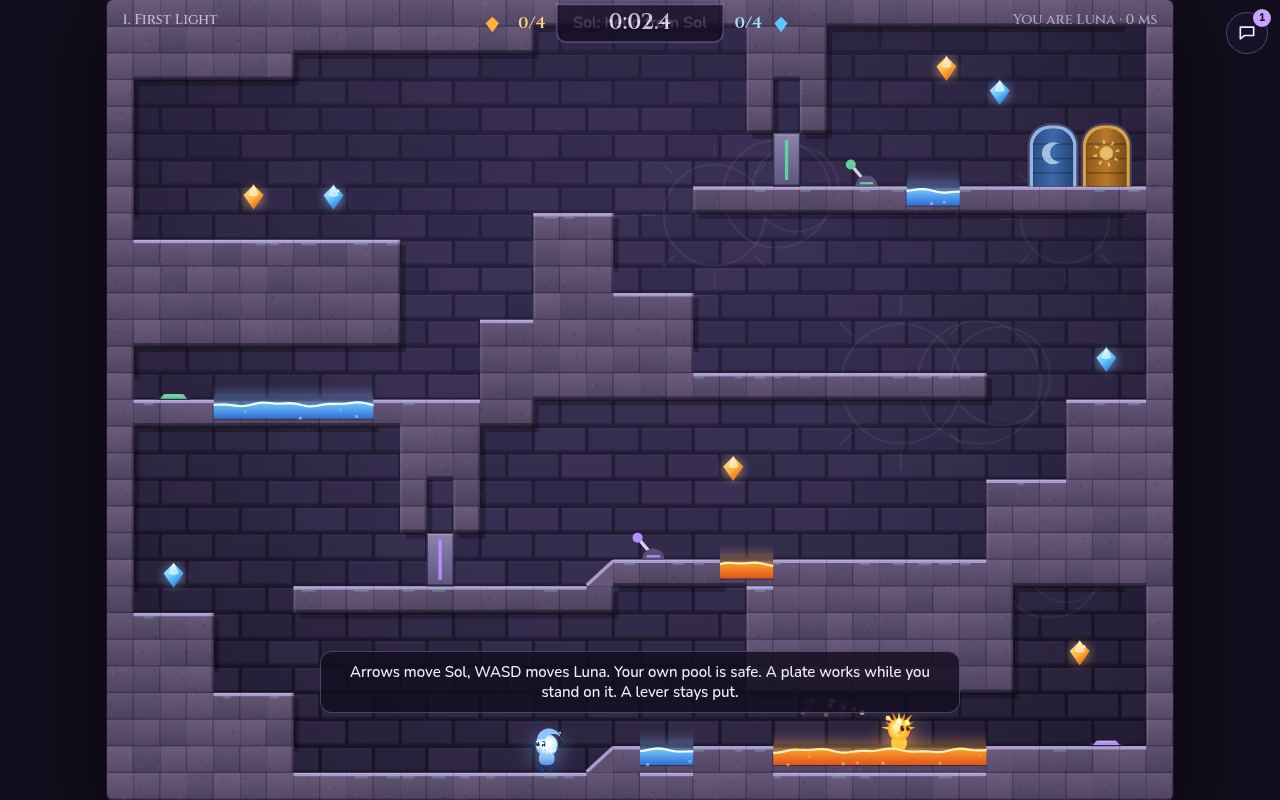 1. First Light
0/4
0:02.4
0/4
You are Luna · 0 ms
1
Arrows move Sol, WASD moves Luna. Your own pool is safe. A plate works while you
stand on it. A lever stays put.